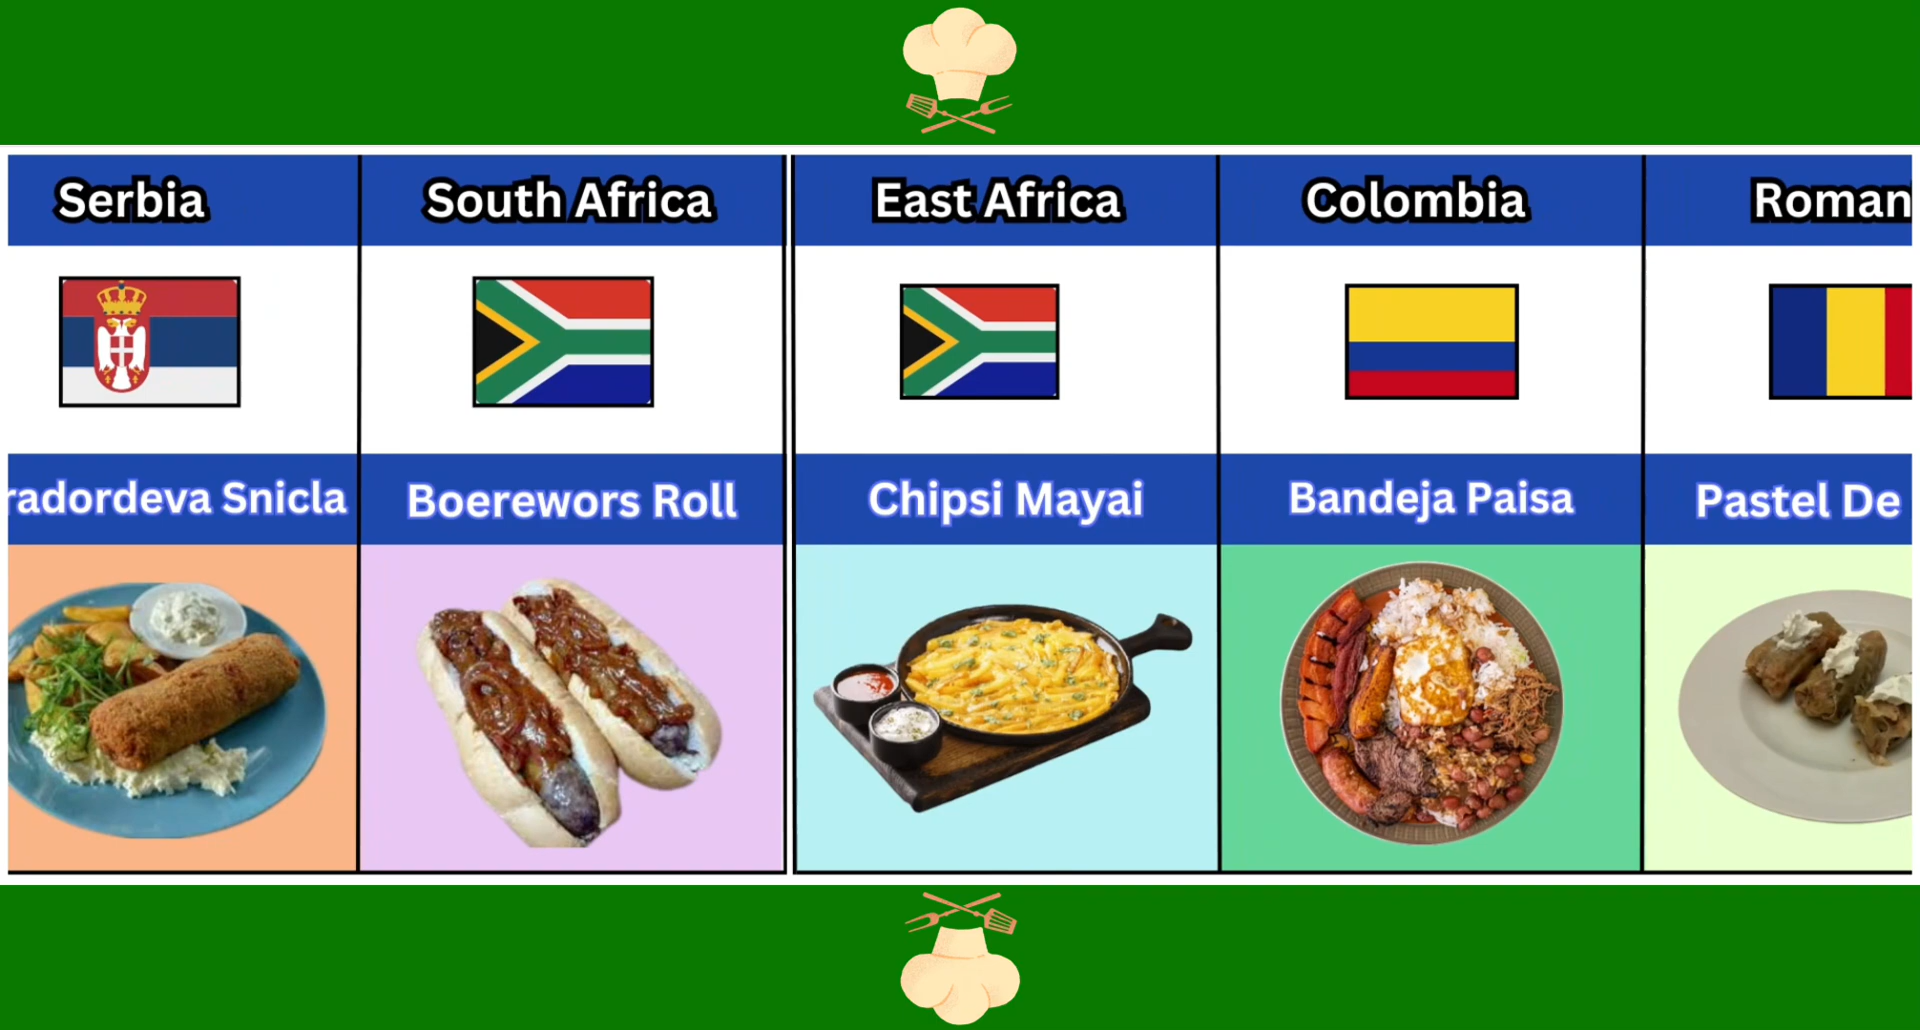 Serbia
South Africa
East Africa
Colombia
Roman
radordeva Snicla
Boerewors Roll
Chipsi Mayai
Bandeja Paisa
Pastel De